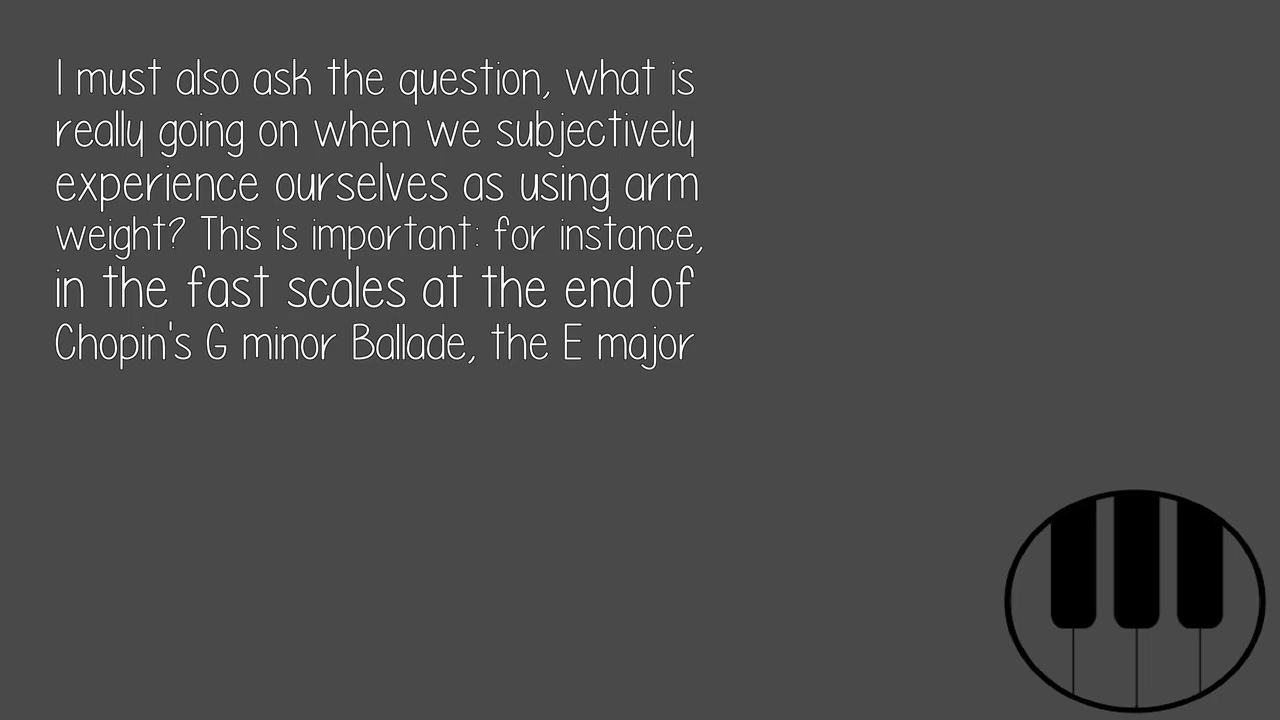 I must also ask the question, what is
really going on when we subjectively
experience ourselves as using arm
weight? This is important: for instance,
in the fast scales at the end of
Chopin's G minor Ballade, the E major